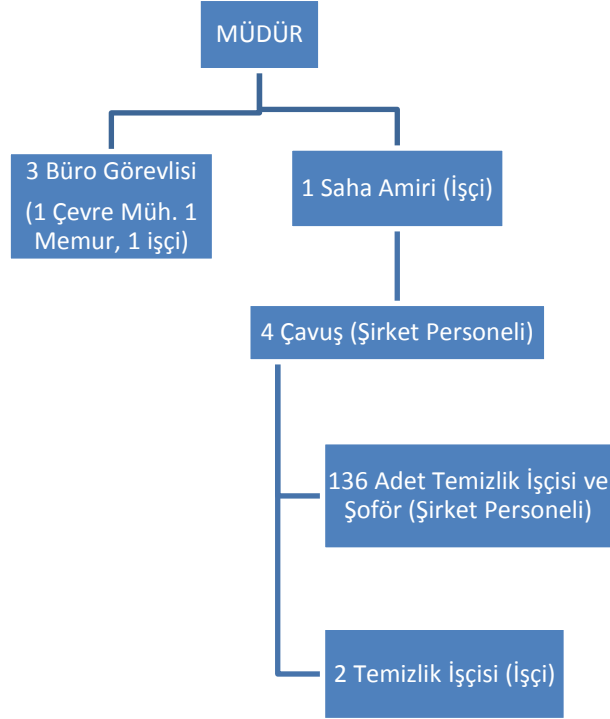 MÜDÜR
3 Büro Görevlisi
(1 Çevre Müh. 1
Memur, 1 işçi)
1 Saha Amiri (İşçi)
4 Çavuş (Şirket Personeli)
136 Adet Temizlik İşçisi ve
Şoför (Şirket Personeli)
2 Temizlik İşçisi (İşçi)